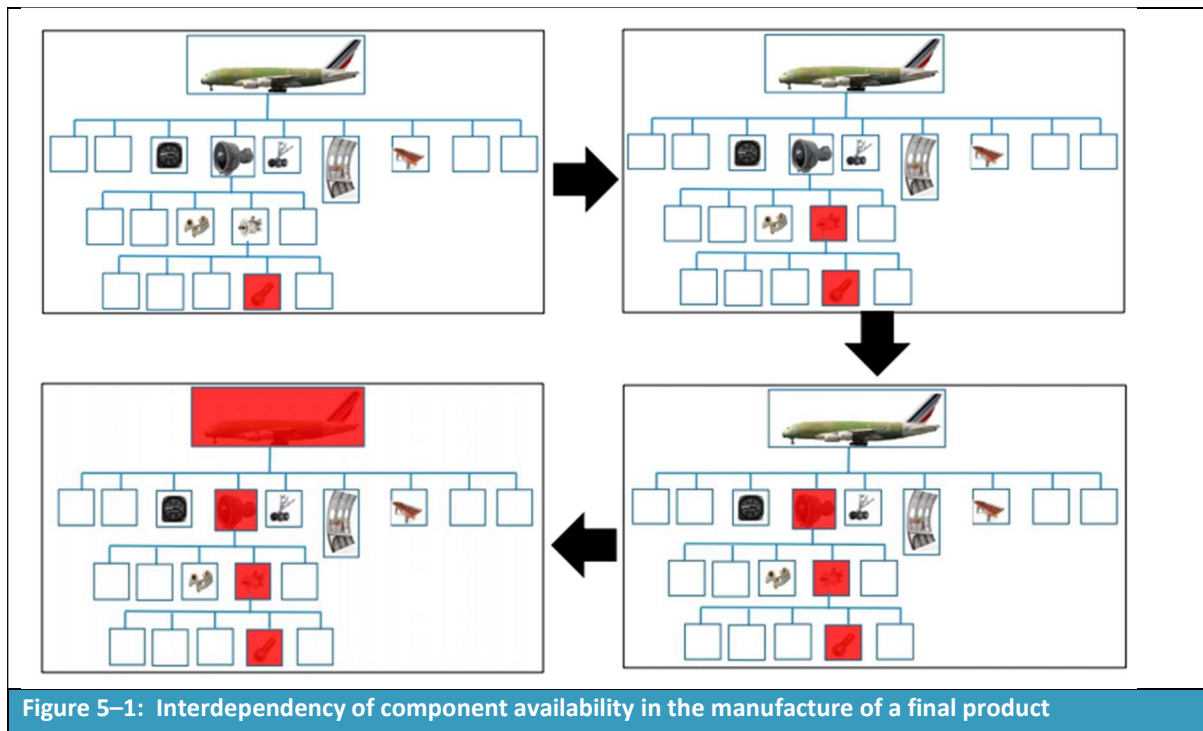 Figure 5–1:  Interdependency of component availability in the manufacture of a final product